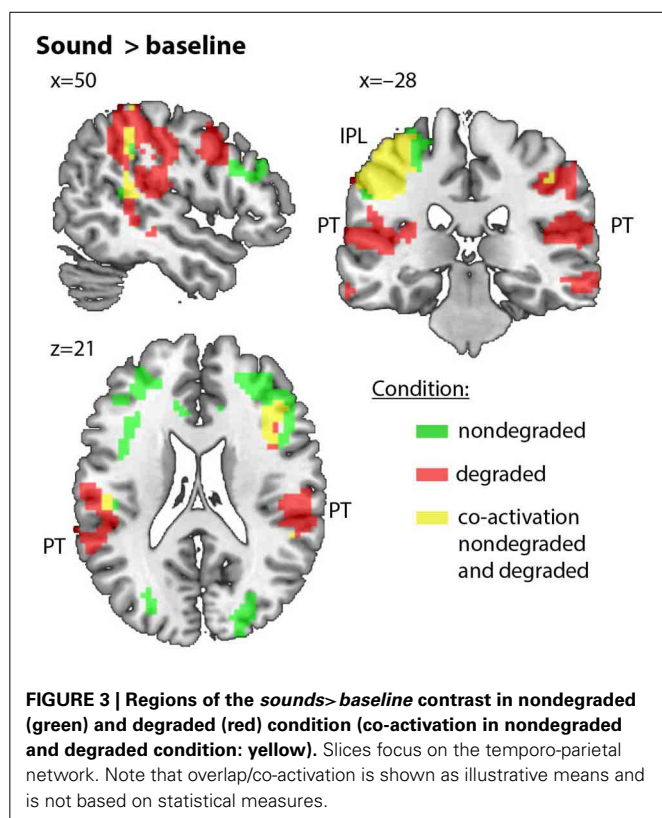 Sound > baseline
x=50
x=–28
IPL
PT
PT
z=21
PT
PT
Condition:
nondegraded
degraded
co-activation
nondegraded
and degraded
FIGURE 3 | Regions of the sounds>baseline contrast in nondegraded
(green) and degraded (red) condition (co-activation in nondegraded
and degraded condition: yellow). Slices focus on the temporo-parietal
network. Note that overlap/co-activation is shown as illustrative means and
is not based on statistical measures.